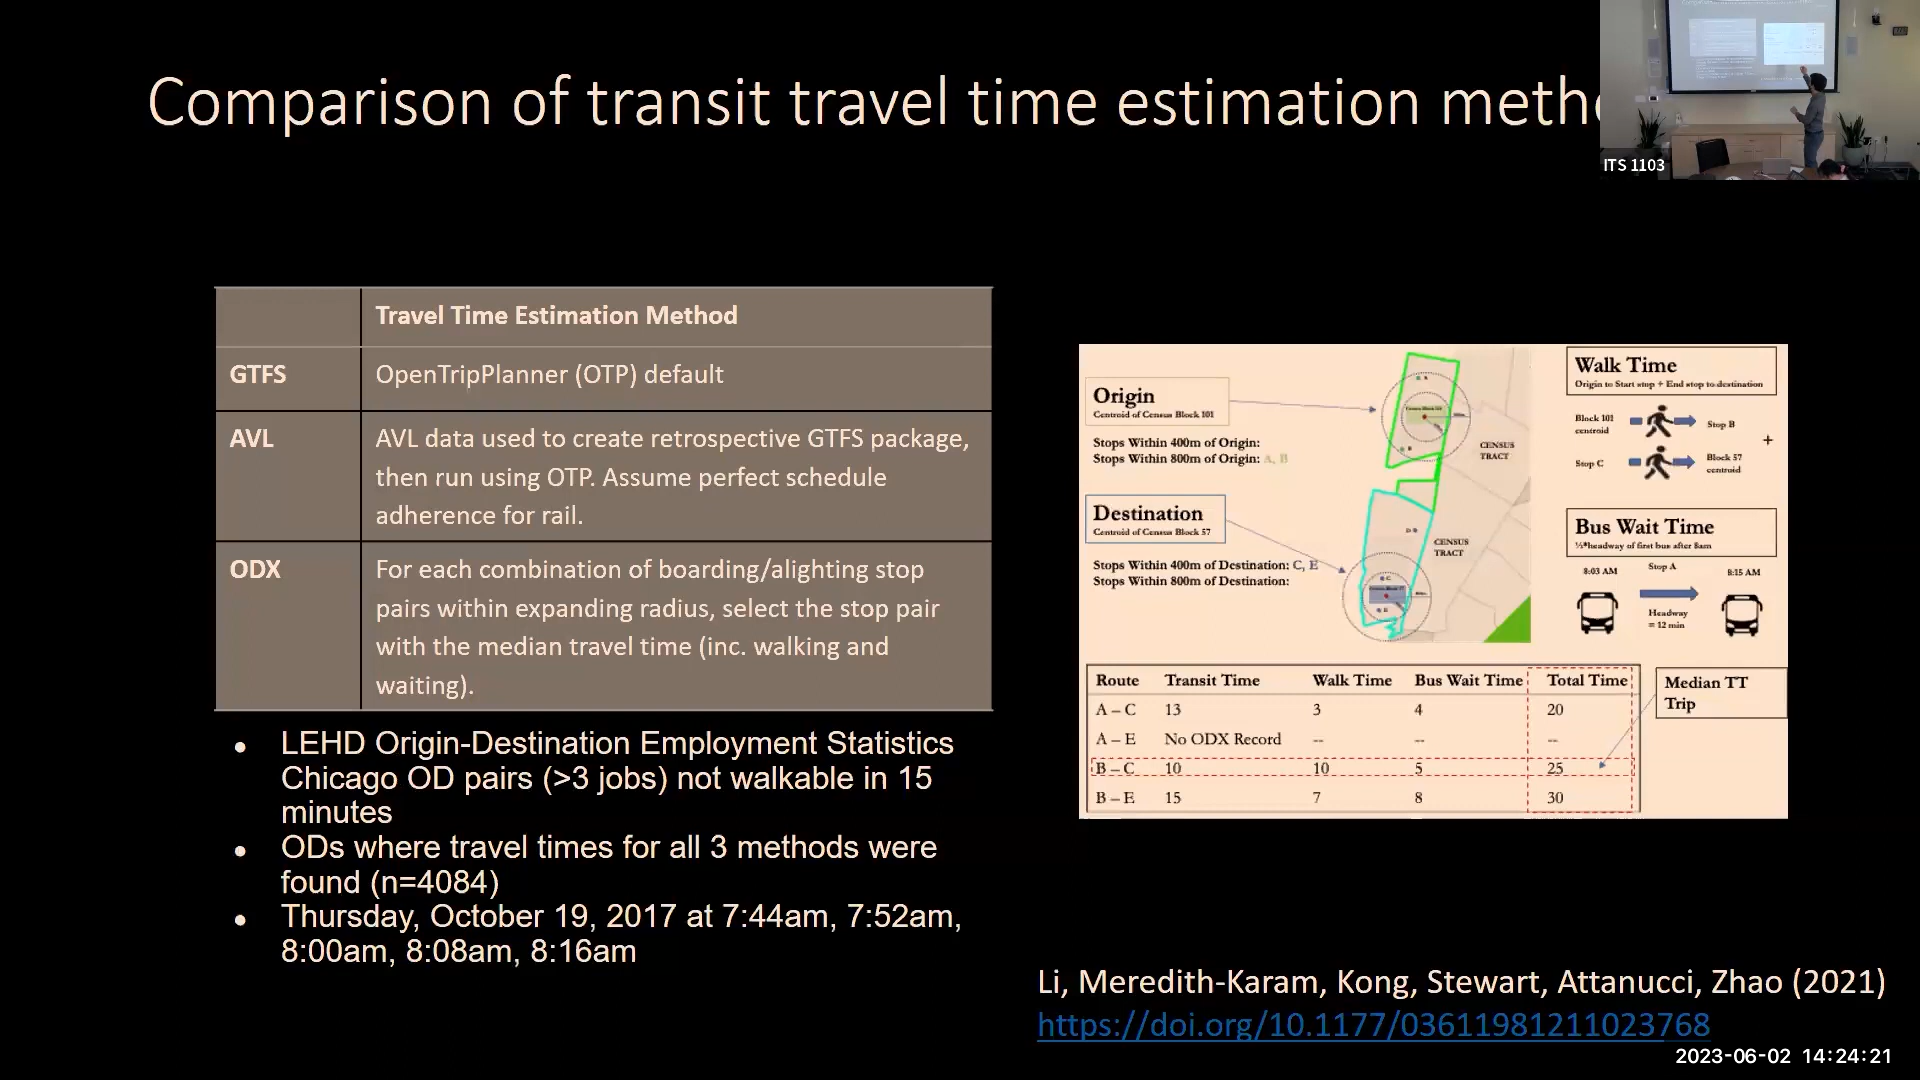 Comparison of transit travel time estimation meth
ITS 1103
Travel Time Estimation Method
GTFS
OpenTripPlanner (OTP) default
AVL
AVL data used to create retrospective GTFS package,
then run using OTP. Assume perfect schedule
adherence for rail.
ODX
For each combination of boarding/alighting stop
pairs within expanding radius, select the stop pair
with the median travel time (inc. walking and
waiting).
● LEHD Origin-Destination Employment Statistics
Chicago OD pairs (>3 jobs) not walkable in 15
minutes
● ODs where travel times for all 3 methods were
found (n=4084)
● Thursday, October 19, 2017 at 7:44am, 7:52am,
8:00am, 8:08am, 8:16am
Origin
Centroid of Census Block 101
Stops Within 400m of Origin:
Stops Within 800m of Origin: A, B
Destination
Centroid of Census Block 57
Stops Within 400m of Destination: C, E
Stops Within 800m of Destination:
CENSUS
TRACT
CENSUS
TRACT
Walk Time
Origin to Start stop + End stop to destination
Block 101
centroid
Stop B
+
Stop C
Block 57
centroid
Bus Wait Time
½*headway of first bus after 8am
8:03 AM
Stop A
8:15 AM
Headway
= 12 min
Route Transit Time Walk Time Bus Wait Time Total Time
A – C 13 3 4 20
A – E No ODX Record -- -- --
B – C 10 10 5 25
B – E 15 7 8 30
Median TT
Trip
Li, Meredith-Karam, Kong, Stewart, Attanucci, Zhao (2021)
https://doi.org/10.1177/03611981211023768
2023-06-02 14:24:21